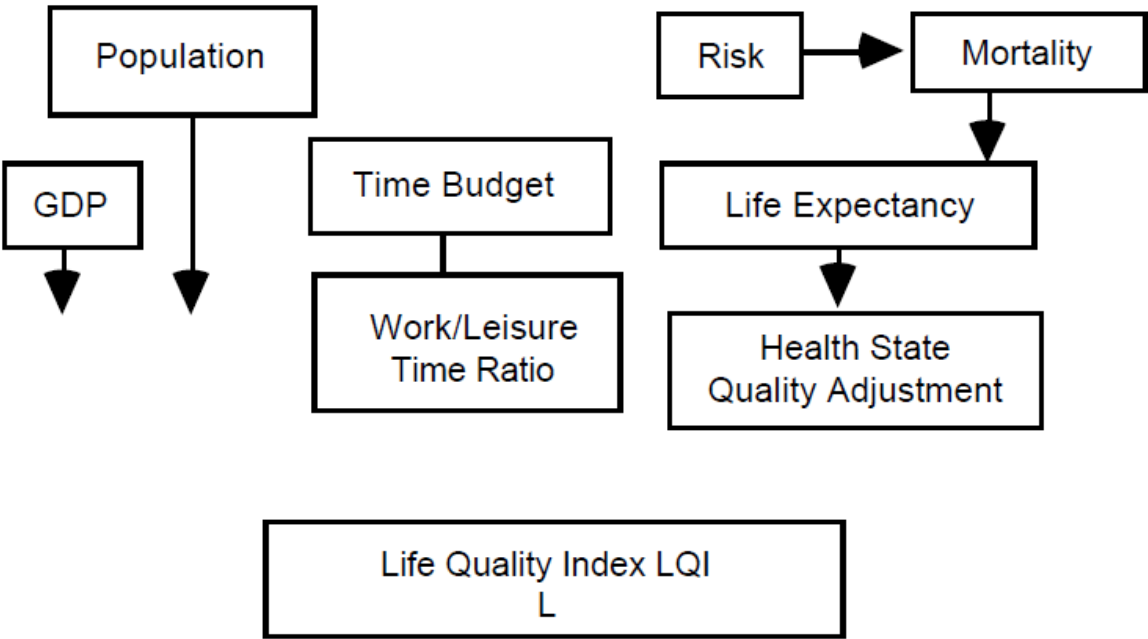 Population
Risk
Mortality
GDP
Time Budget
Life Expectancy
Work/Leisure
Time Ratio
Health State
Quality Adjustment
Life Quality Index LQI
L